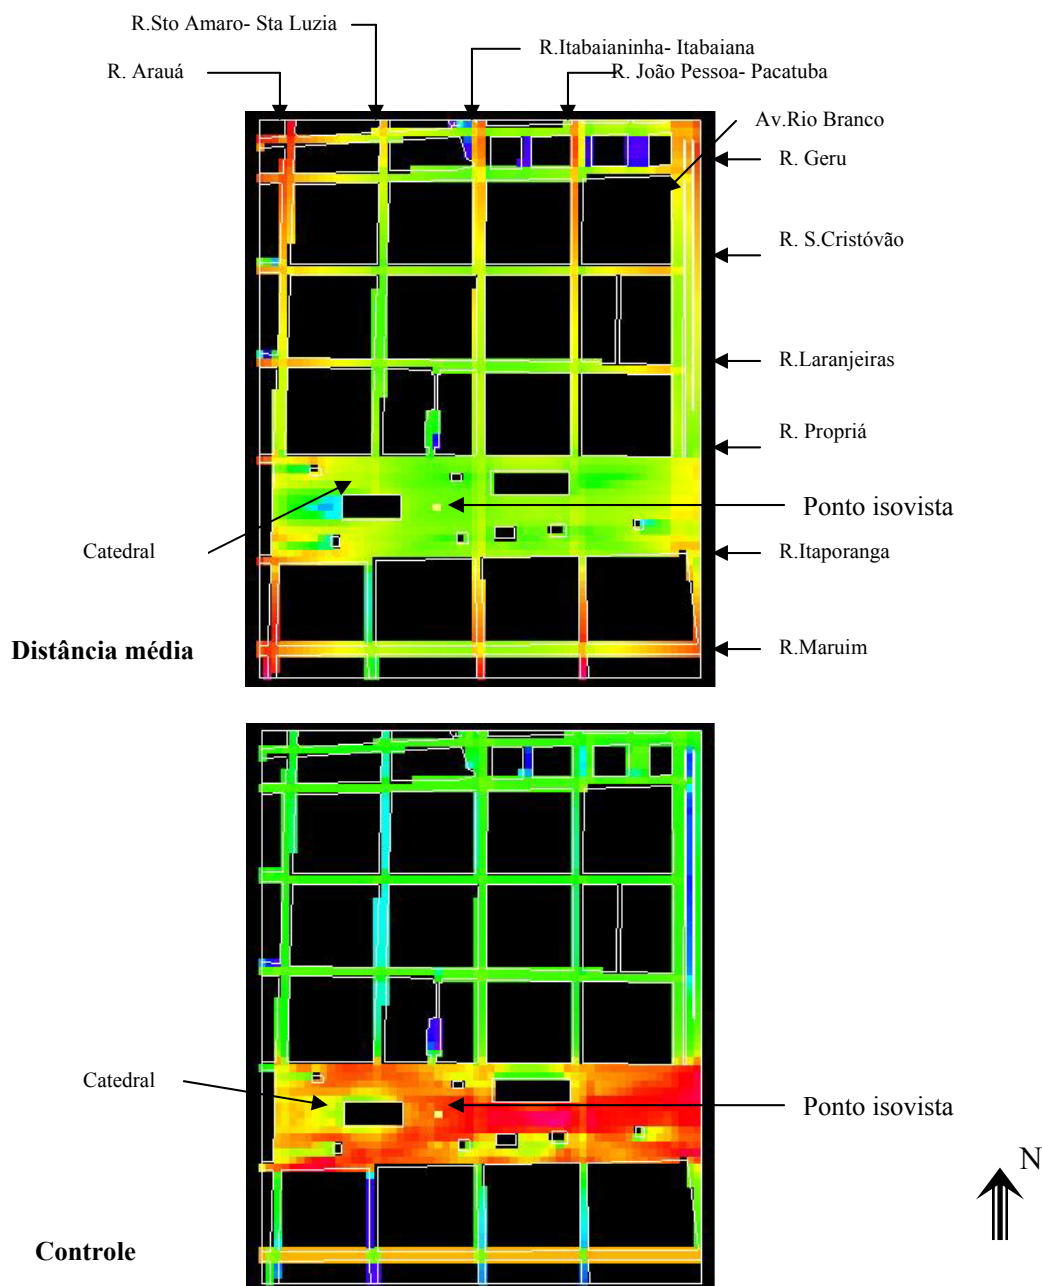 R.Sto Amaro- Sta Luzia
R.Itabaianinha- Itabaiana
R. Arauá
R. João Pessoa- Pacatuba
Av.Rio Branco
R. Geru
R. S.Cristóvão
R.Laranjeiras
R. Propriá
Ponto isovista
Catedral
R.Itaporanga
Distância média
R.Maruim
Catedral
Ponto isovista
N
Controle